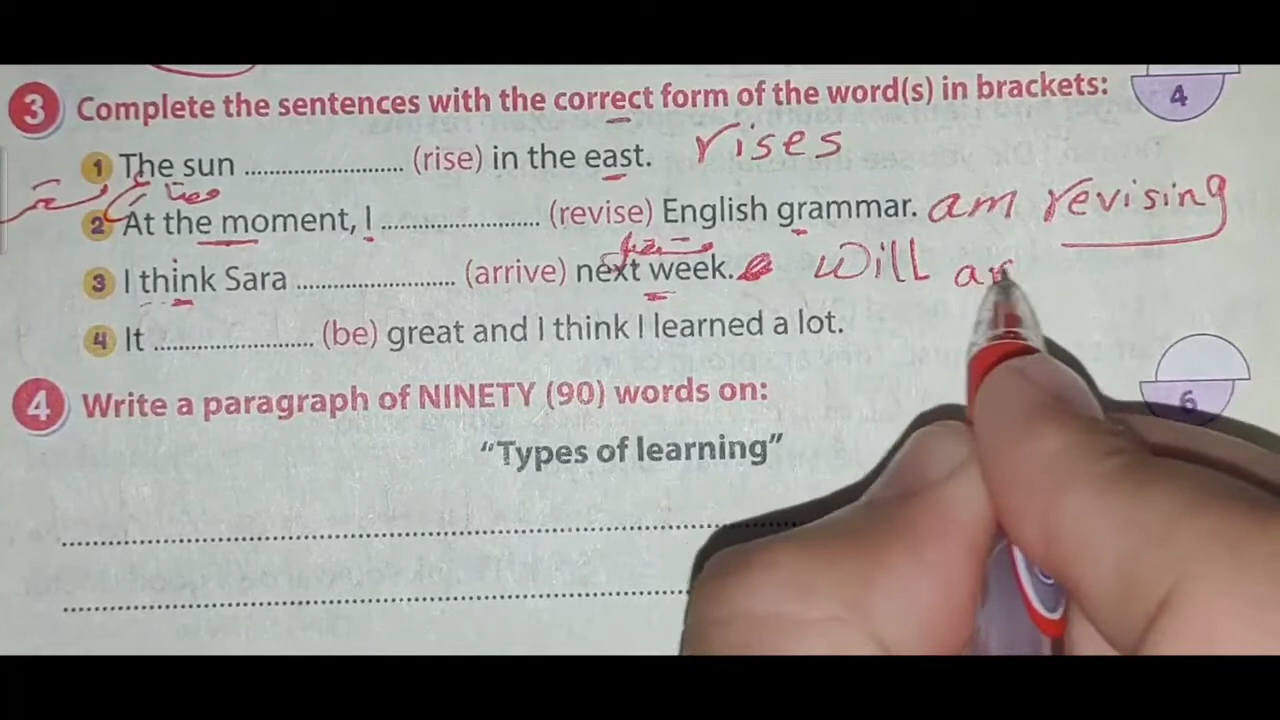 3 Complete the sentences with the correct form of the word(s) in brackets: 4
1 The sun .......................... (rise) in the east. rises
2 At the moment, I .......................... (revise) English grammar. am revising
3 I think Sara .......................... (arrive) next week. will ar
4 It .......................... (be) great and I think I learned a lot.
4 Write a paragraph of NINETY (90) words on: 6
"Types of learning"